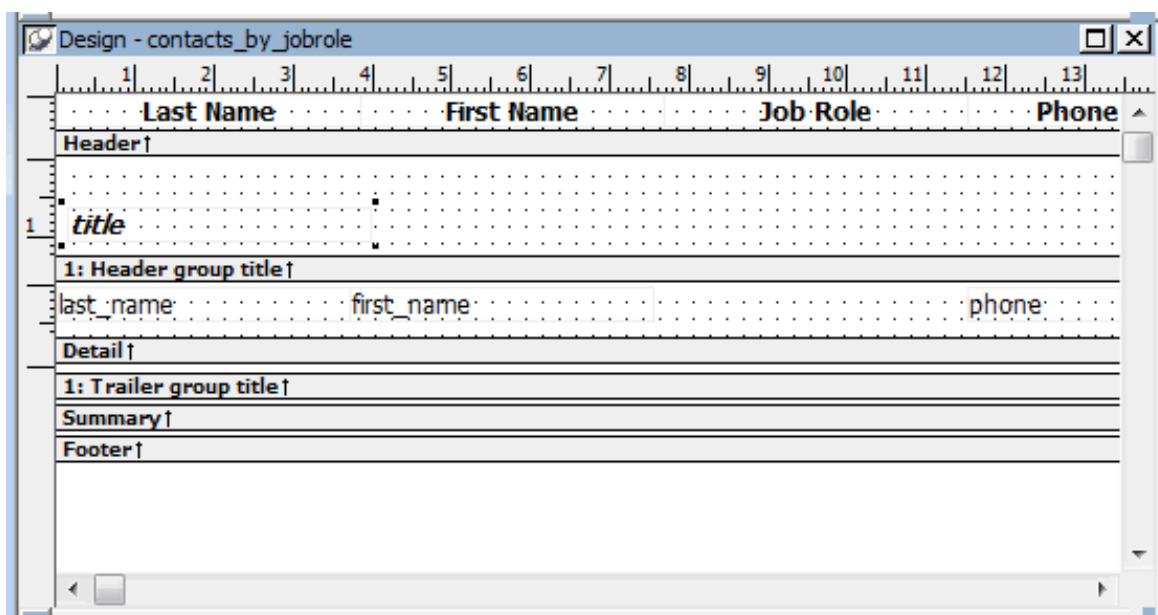 Design - contacts_by_jobrole
1 2 3 4 5 6 7 8 9 10 11 12 13
Last Name First Name Job Role Phone
Header↑
1
title
1: Header group title↑
last_name first_name phone
Detail↑
1: Trailer group title↑
Summary↑
Footer↑